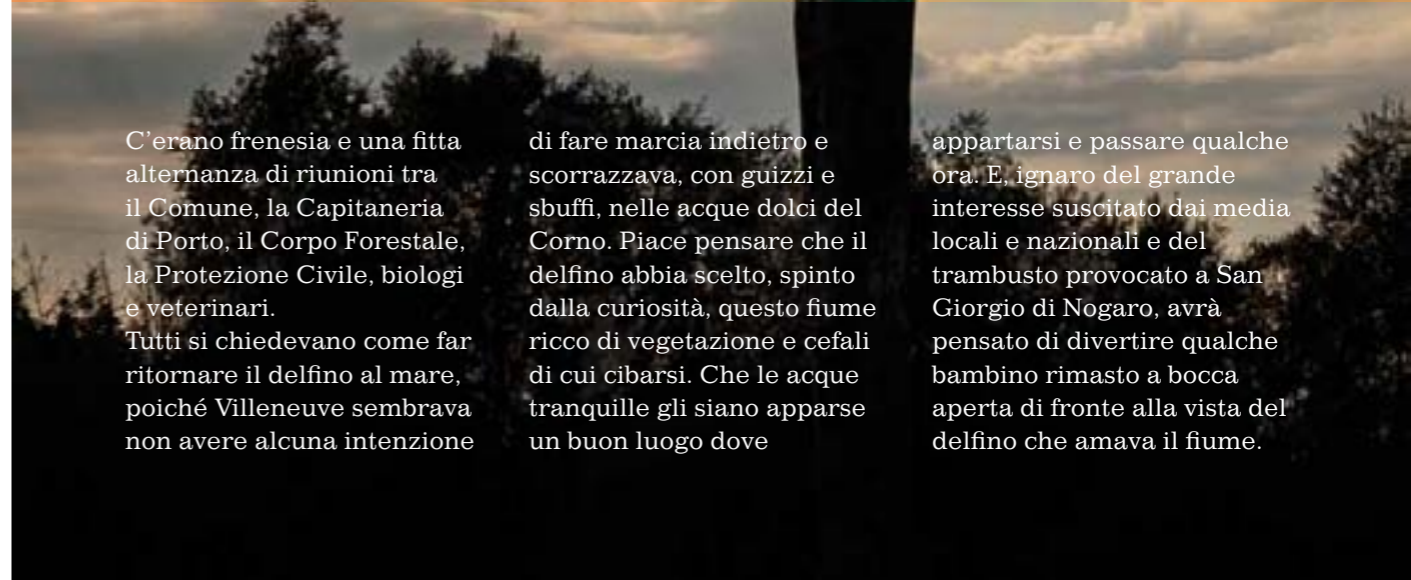 C'erano frenesia e una fitta
alternanza di riunioni tra
il Comune, la Capitaneria
di Porto, il Corpo Forestale,
la Protezione Civile, biologi
e veterinari.
Tutti si chiedevano come far
ritornare il delfino al mare,
poiché Villeneuve sembrava
non avere alcuna intenzione
di fare marcia indietro e
scorrazzava, con guizzi e
sbuffi, nelle acque dolci del
Corno. Piace pensare che il
delfino abbia scelto, spinto
dalla curiosità, questo fiume
ricco di vegetazione e cefali
di cui cibarsi. Che le acque
tranquille gli siano apparse
un buon luogo dove
appartarsi e passare qualche
ora. E, ignaro del grande
interesse suscitato dai media
locali e nazionali e del
trambusto provocato a San
Giorgio di Nogaro, avrà
pensato di divertire qualche
bambino rimasto a bocca
aperta di fronte alla vista del
delfino che amava il fiume.